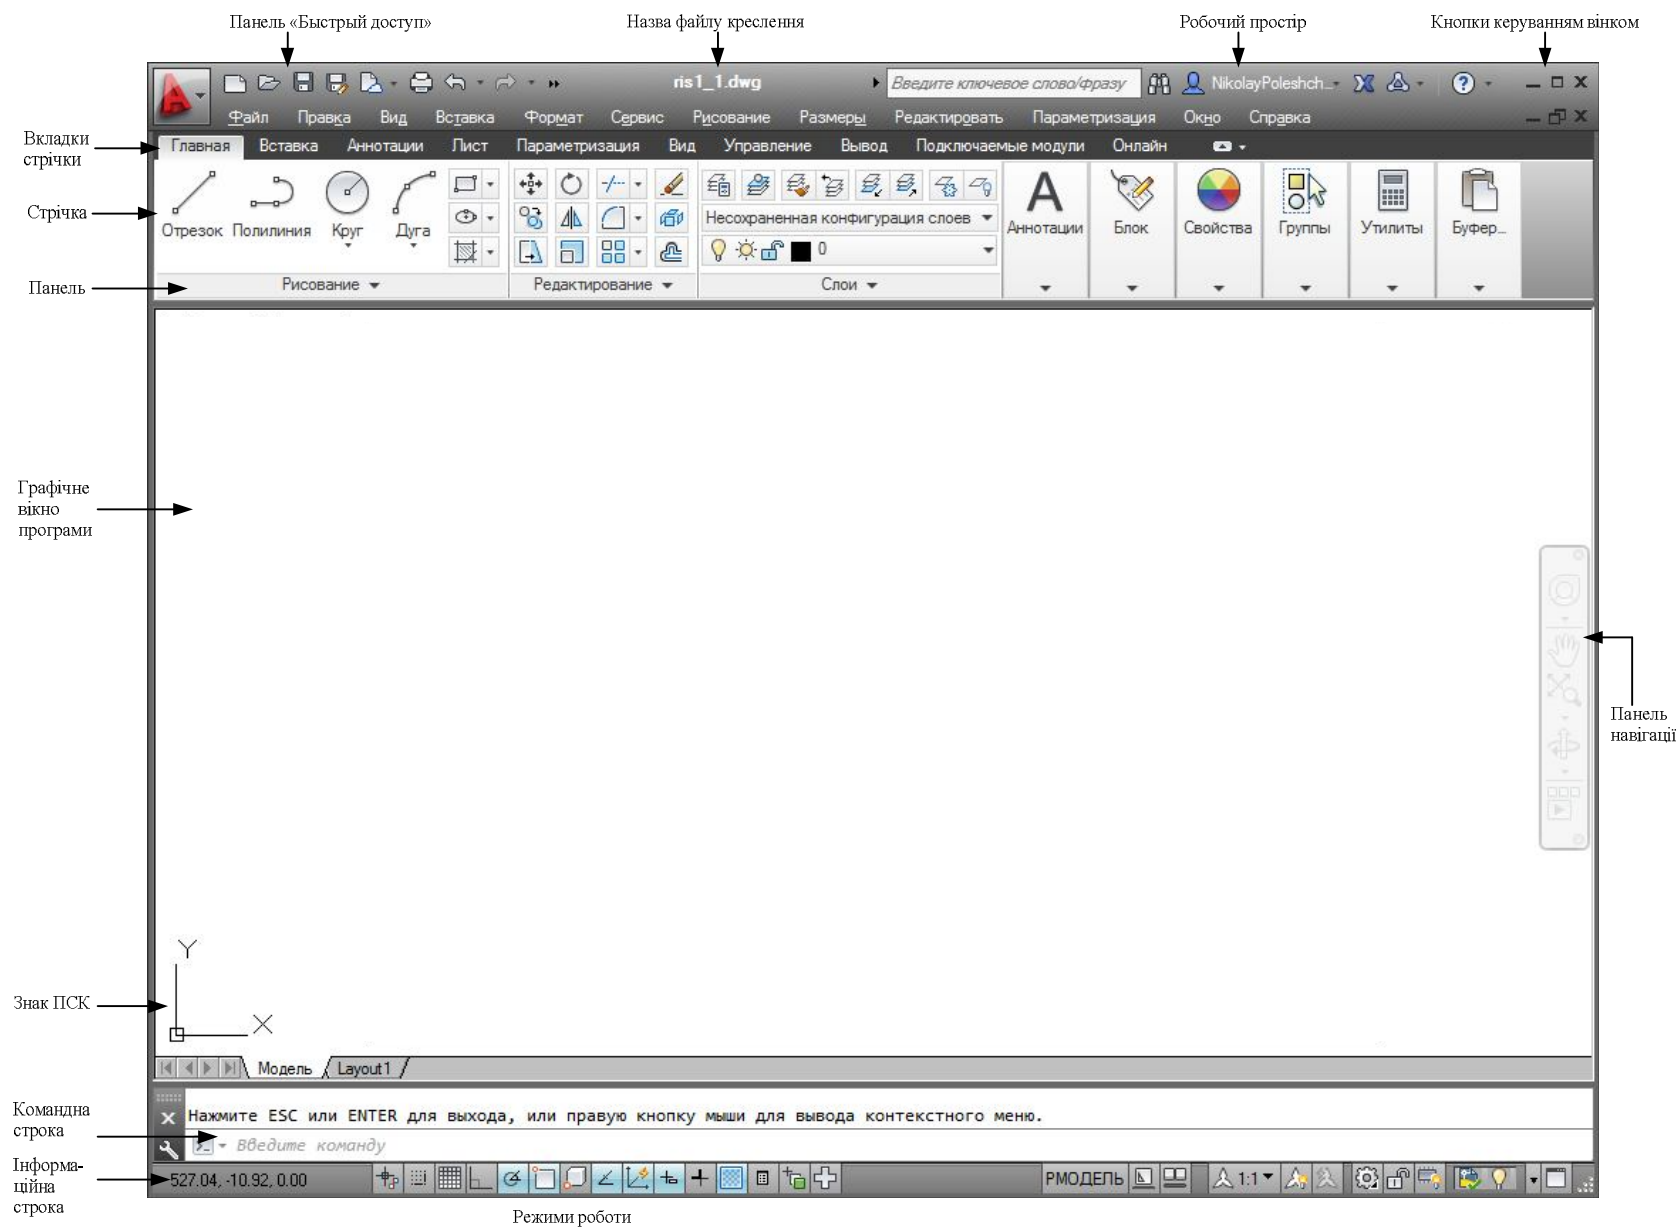 Панель «Быстрый доступ»
Назва файлу креслення
Робочий простір
Кнопки керуванням вінком
ris1_1.dwg
Введите ключевое слово/фразу
NikolayPoleshch...
Файл Правка Вид Вставка Формат Сервис Рисование Размеры Редактировать Параметризация Окно Справка
Вкладки
стрічки
Главная Вставка Аннотации Лист Параметризация Вид Управление Вывод Подключаемые модули Онлайн
Стрічка
Отрезок Полилиния Круг Дуга
Несохраненная конфигурация слоев
0
Аннотации Блок Свойства Группы Утилиты Буфер...
Панель
Рисование Редактирование Слои
Графічне
вікно
програми
Панель
навігації
Y
Знак ПСК
X
Модель Layout1
Командна
строка
Нажмите ESC или ENTER для выхода, или правую кнопку мыши для вывода контекстного меню.
Введите команду
Інформа-
ційна
строка
527.04, -10.92, 0.00
РМОДЕЛЬ
1:1
Режими роботи